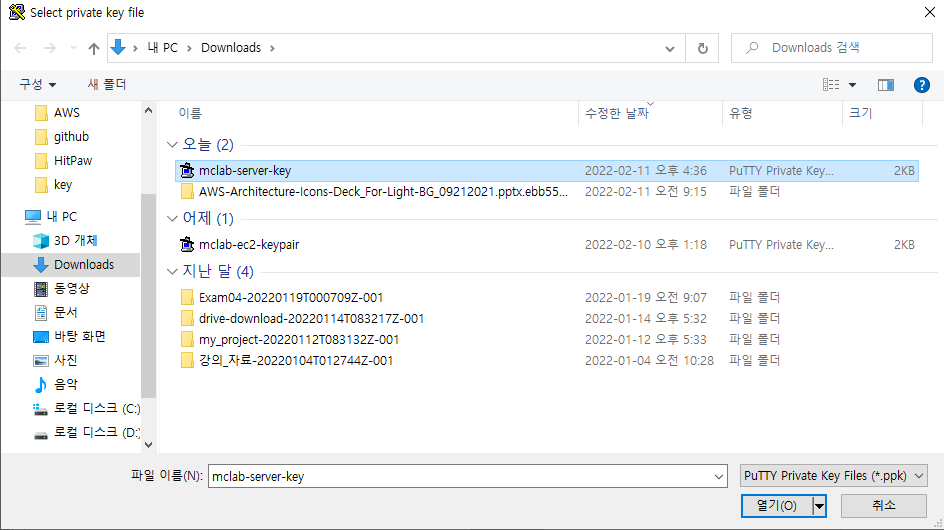 Select private key file
내 PC
Downloads
Downloads 검색
구성
새 폴더
AWS
github
HitPaw
key
내 PC
3D 개체
Downloads
동영상
문서
바탕 화면
사진
음악
로컬 디스크 (C:)
로컬 디스크 (D:)
이름 수정한 날짜 유형 크기
오늘 (2)
mclab-server-key 2022-02-11 오후 4:36 PuTTY Private Key... 2KB
AWS-Architecture-Icons-Deck_For-Light-BG_09212021.pptx.ebb55... 2022-02-11 오전 9:15 파일 폴더
어제 (1)
mclab-ec2-keypair 2022-02-10 오후 1:18 PuTTY Private Key... 2KB
지난 달 (4)
Exam04-20220119T000709Z-001 2022-01-19 오전 9:07 파일 폴더
drive-download-20220114T083217Z-001 2022-01-14 오후 5:32 파일 폴더
my_project-20220112T083132Z-001 2022-01-12 오후 5:33 파일 폴더
강의_자료-20220104T012744Z-001 2022-01-04 오전 10:28 파일 폴더
파일 이름(N): mclab-server-key PuTTY Private Key Files (*.ppk)
열기(O) 취소